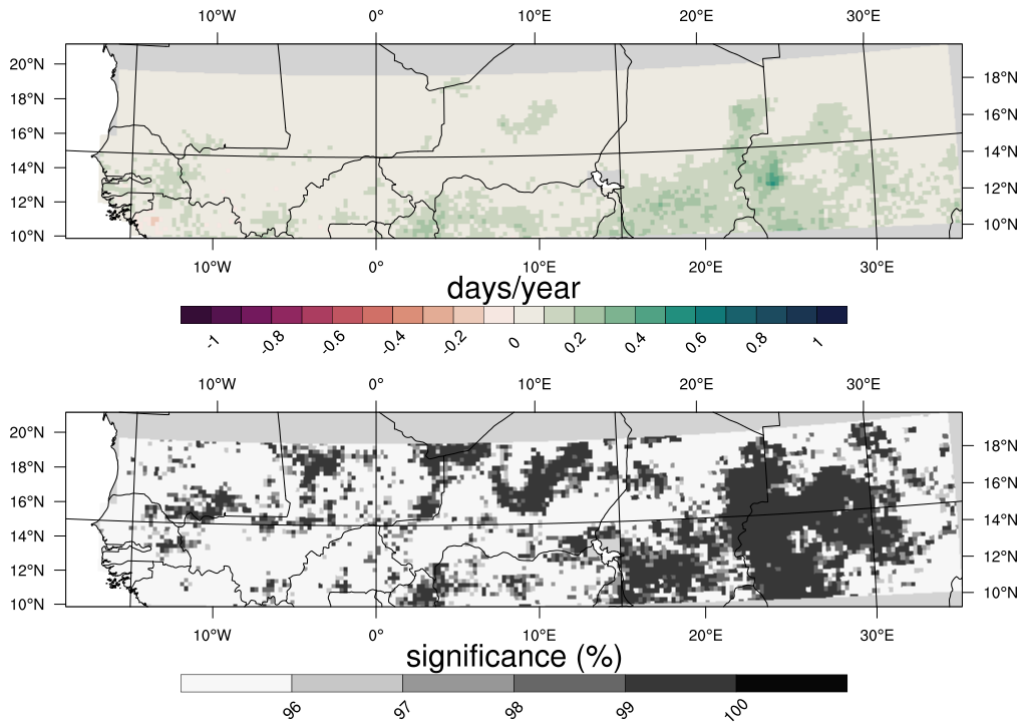 10°W 0° 10°E 20°E 30°E
20°N
18°N 18°N
16°N 16°N
14°N 14°N
12°N 12°N
10°N 10°N
10°W 0° 10°E 20°E 30°E
days/year
-1 -0.8 -0.6 -0.4 -0.2 0 0.2 0.4 0.6 0.8 1
10°W 0° 10°E 20°E 30°E
20°N
18°N 18°N
16°N 16°N
14°N 14°N
12°N 12°N
10°N 10°N
10°W 0° 10°E 20°E 30°E
significance (%)
96 97 98 99 100